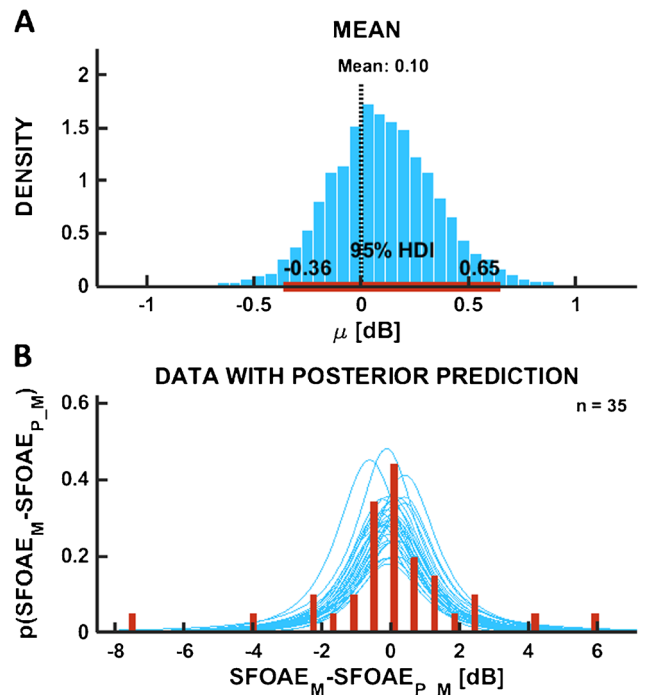 A
MEAN
Mean: 0.10
2
1.5
1
0.5
0
DENSITY
95% HDI
-0.36
0.65
-1
-0.5
0
0.5
1
μ [dB]
B
DATA WITH POSTERIOR PREDICTION
n = 35
0.6
0.4
0.2
0
p(SFOAE_M-SFOAE_P_M)
-8
-6
-4
-2
0
2
4
6
SFOAE_M-SFOAE_P_M [dB]